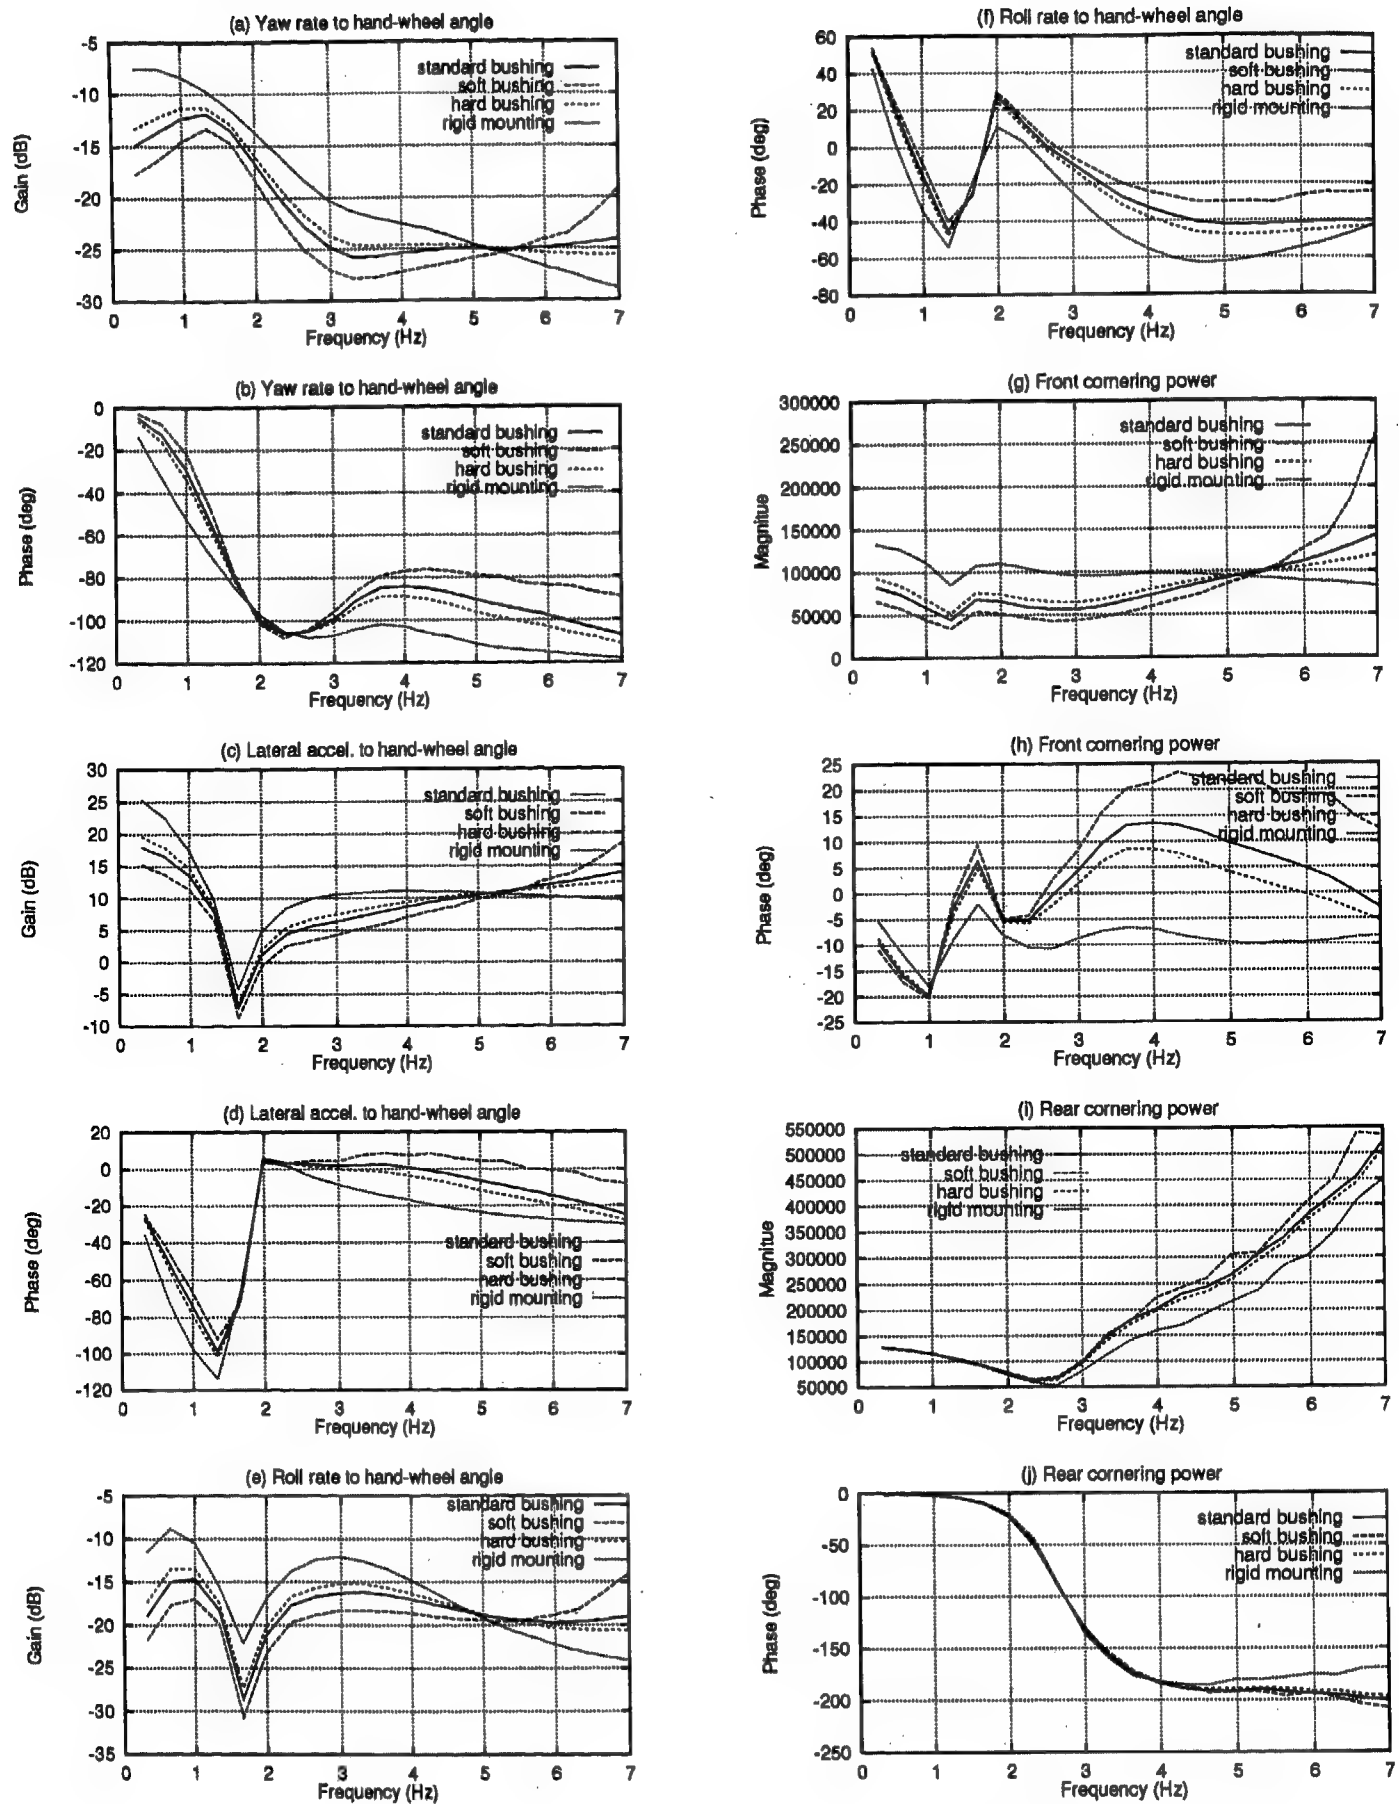 (a) Yaw rate to hand-wheel angle
-5
-10
-15
-20
-25
-30
Gain (dB)
standard bushing
soft bushing
hard bushing
rigid mounting
0 1 2 3 4 5 6 7
Frequency (Hz)
(b) Yaw rate to hand-wheel angle
0
-20
-40
-60
-80
-100
-120
Phase (deg)
standard bushing
soft bushing
hard bushing
rigid mounting
0 1 2 3 4 5 6 7
Frequency (Hz)
(c) Lateral accel. to hand-wheel angle
30
25
20
15
10
5
0
-5
-10
Gain (dB)
standard bushing
soft bushing
hard bushing
rigid mounting
0 1 2 3 4 5 6 7
Frequency (Hz)
(d) Lateral accel. to hand-wheel angle
20
0
-20
-40
-60
-80
-100
-120
Phase (deg)
standard bushing
soft bushing
hard bushing
rigid mounting
0 1 2 3 4 5 6 7
Frequency (Hz)
(e) Roll rate to hand-wheel angle
-5
-10
-15
-20
-25
-30
-35
Gain (dB)
standard bushing
soft bushing
hard bushing
rigid mounting
0 1 2 3 4 5 6 7
Frequency (Hz)
(f) Roll rate to hand-wheel angle
60
40
20
0
-20
-40
-60
-80
Phase (deg)
standard bushing
soft bushing
hard bushing
rigid mounting
0 1 2 3 4 5 6 7
Frequency (Hz)
(g) Front cornering power
300000
250000
200000
150000
100000
50000
0
Magnitue
standard bushing
soft bushing
hard bushing
rigid mounting
0 1 2 3 4 5 6 7
Frequency (Hz)
(h) Front cornering power
25
20
15
10
5
0
-5
-10
-15
-20
-25
Phase (deg)
standard bushing
soft bushing
hard bushing
rigid mounting
0 1 2 3 4 5 6 7
Frequency (Hz)
(i) Rear cornering power
550000
500000
450000
400000
350000
300000
250000
200000
150000
100000
50000
Magnitue
standard bushing
soft bushing
hard bushing
rigid mounting
0 1 2 3 4 5 6 7
Frequency (Hz)
(j) Rear cornering power
0
-50
-100
-150
-200
-250
Phase (deg)
standard bushing
soft bushing
hard bushing
rigid mounting
0 1 2 3 4 5 6 7
Frequency (Hz)